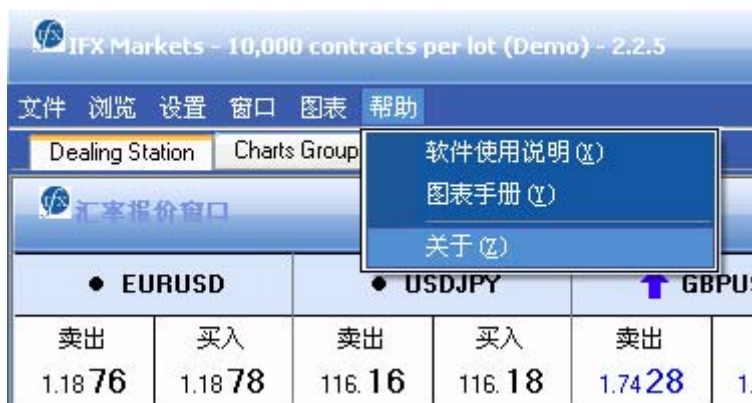 IFX Markets - 10,000 contracts per lot (Demo) - 2.2.5
文件 浏览 设置 窗口 图表 帮助
Dealing Station Charts Group
软件使用说明(X)
图表手册(Y)
关于(Z)
ifx 汇率报价窗口
EURUSD USDJPY GBPUS
卖出 买入 卖出 买入 卖出
1.1876 1.1878 116.16 116.18 1.7428 1.